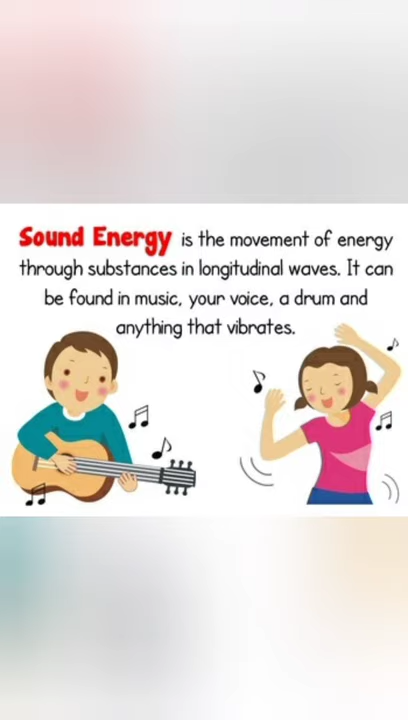 Sound Energy is the movement of energy
through substances in longitudinal waves. It can
be found in music, your voice, a drum and
anything that vibrates.